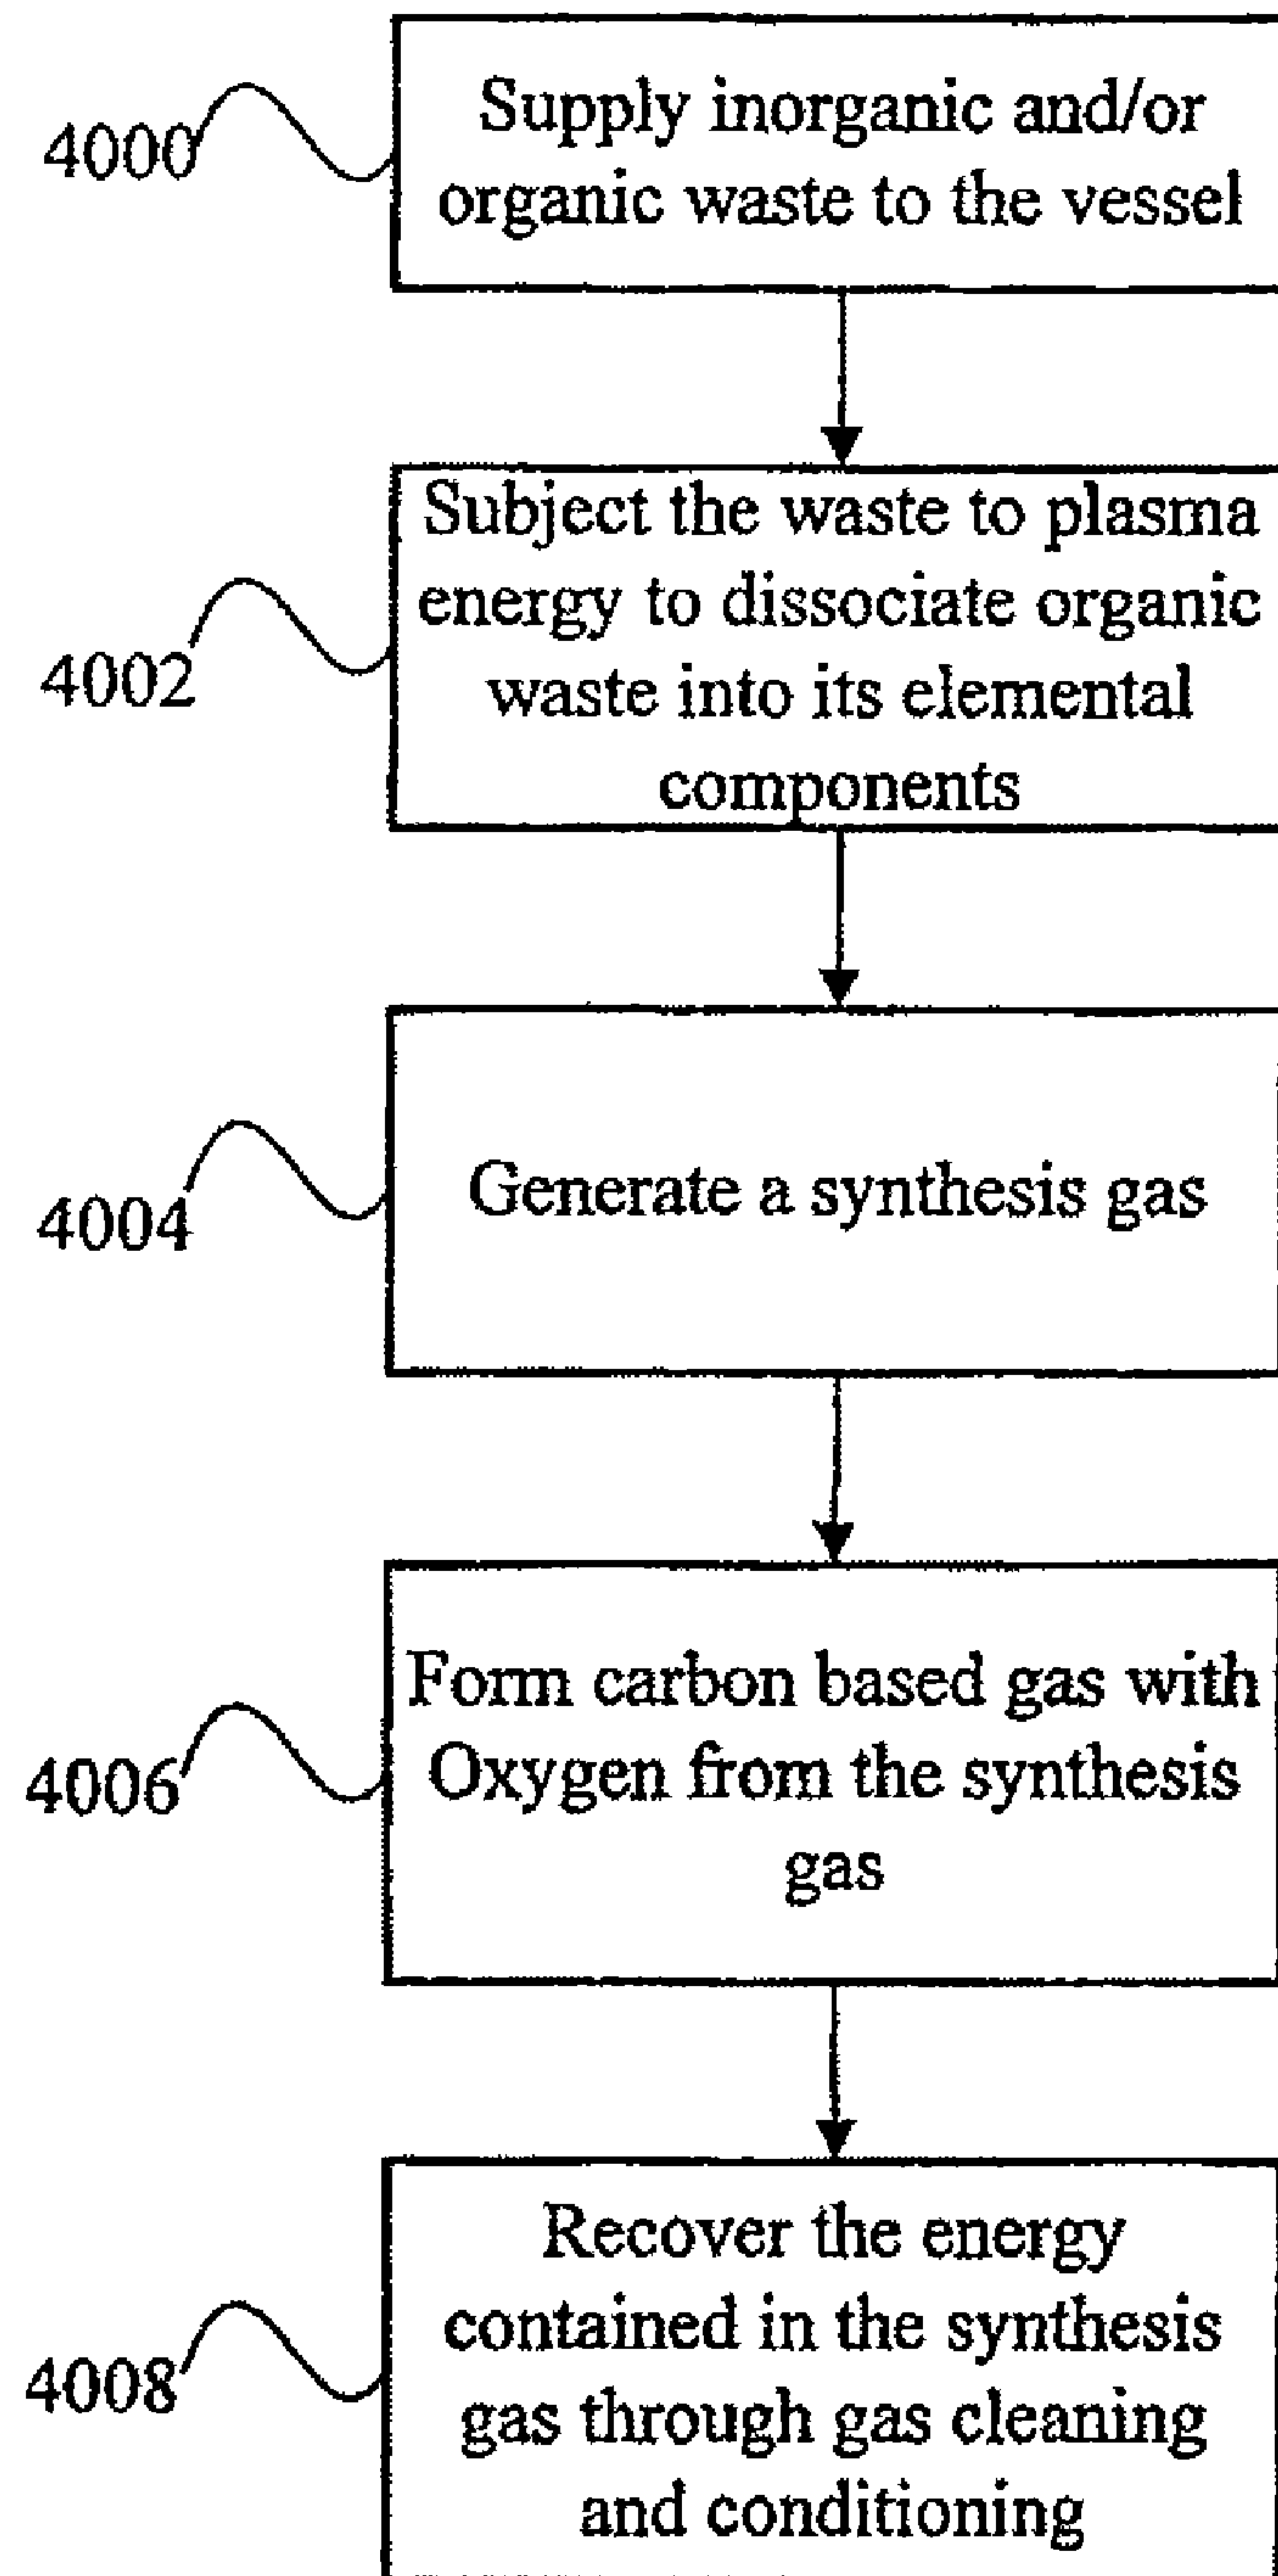 Supply inorganic and/or
4000
organic waste to the vessel
Subject the waste to plasma
energy to dissociate organic
4002
waste into its elemental
components
Generate a synthesis gas
4004
Form carbon based gas with
4006
Oxygen from the synthesis
gas
Recover the energy
contained in the synthesis
4008
gas through gas cleaning
and conditioning